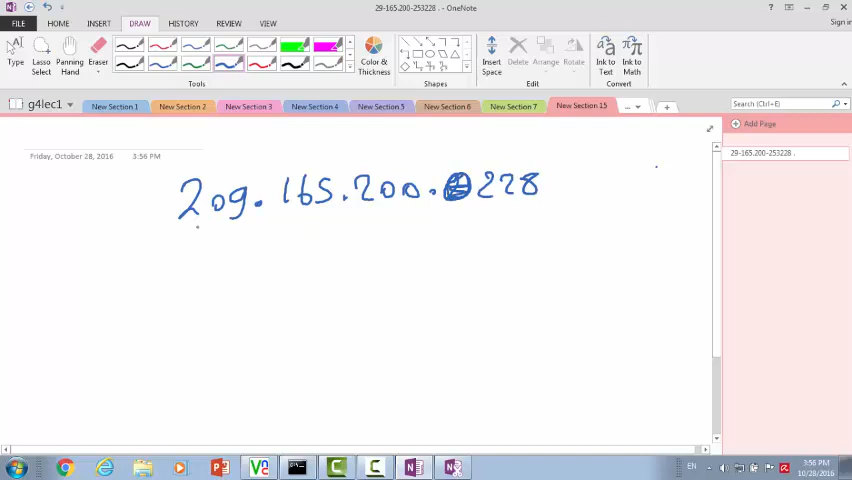 29-165.200-253228 - OneNote
Sign in
FILE HOME INSERT DRAW HISTORY REVIEW VIEW
Type Lasso Select Panning Hand Eraser Color & Thickness Insert Space Delete Arrange Rotate Ink to Text Ink to Math
Tools Shapes Edit Convert
g4lec1 New Section 1 New Section 2 New Section 3 New Section 4 New Section 5 New Section 6 New Section 7 New Section 15 ... + Search (Ctrl+E)
Add Page
29-165.200-253228 .
Friday, October 28, 2016 3:56 PM
209.165.200.228
EN 3:56 PM
10/28/2016